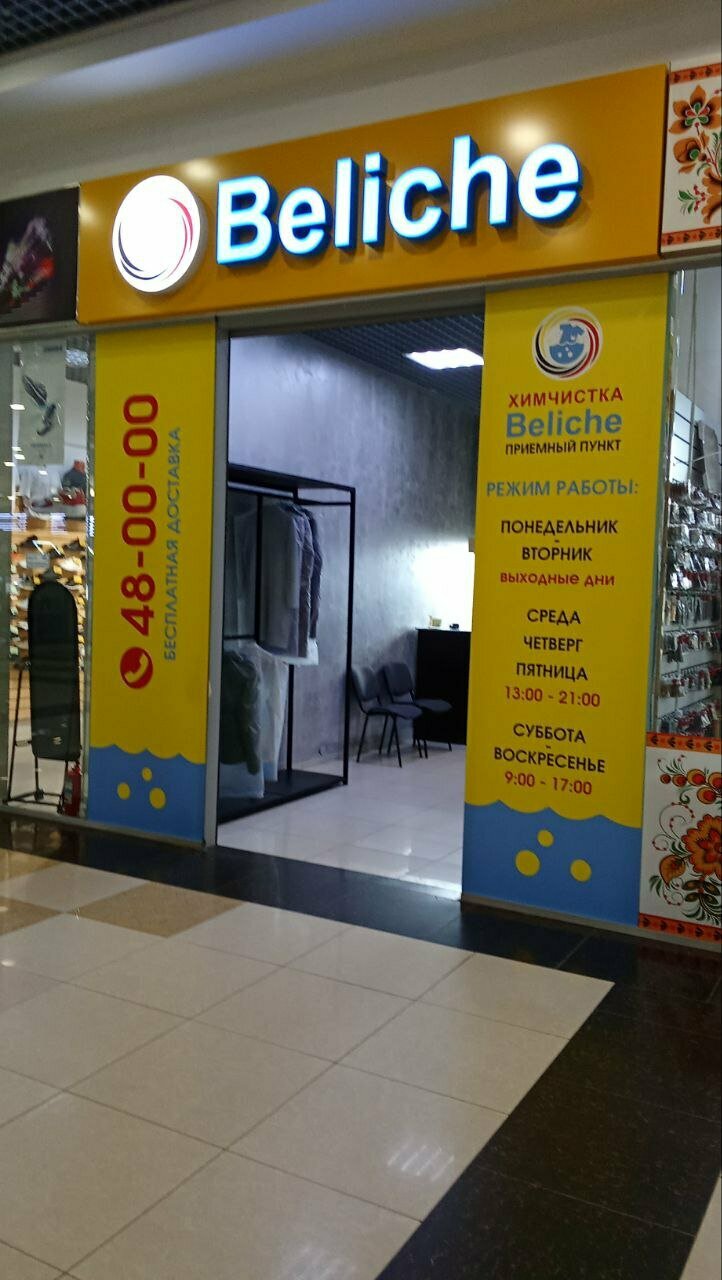 Beliche
48-00-00
БЕСПЛАТНАЯ ДОСТАВКА
ХИМЧИСТКА
Beliche
ПРИЕМНЫЙ ПУНКТ
РЕЖИМ РАБОТЫ:
ПОНЕДЕЛЬНИК
-
ВТОРНИК
выходные дни
СРЕДА
ЧЕТВЕРГ
ПЯТНИЦА
13:00 - 21:00
СУББОТА
-
ВОСКРЕСЕНЬЕ
9:00 - 17:00